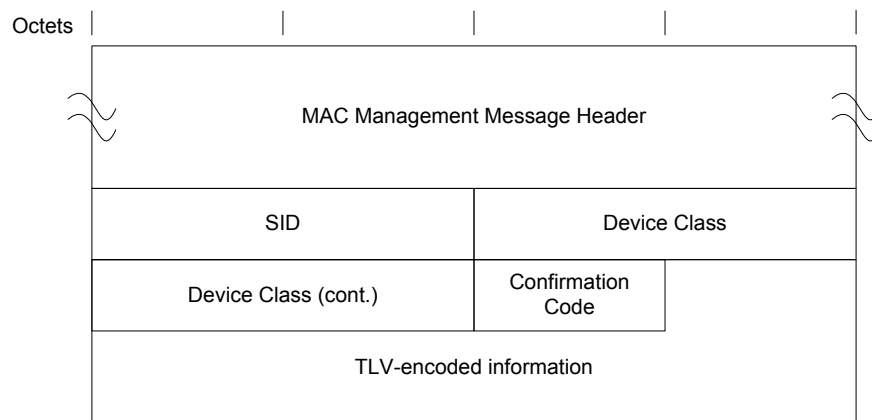 Octets
MAC Management Message Header
SID
Device Class
Device Class (cont.)
Confirmation
Code
TLV-encoded information